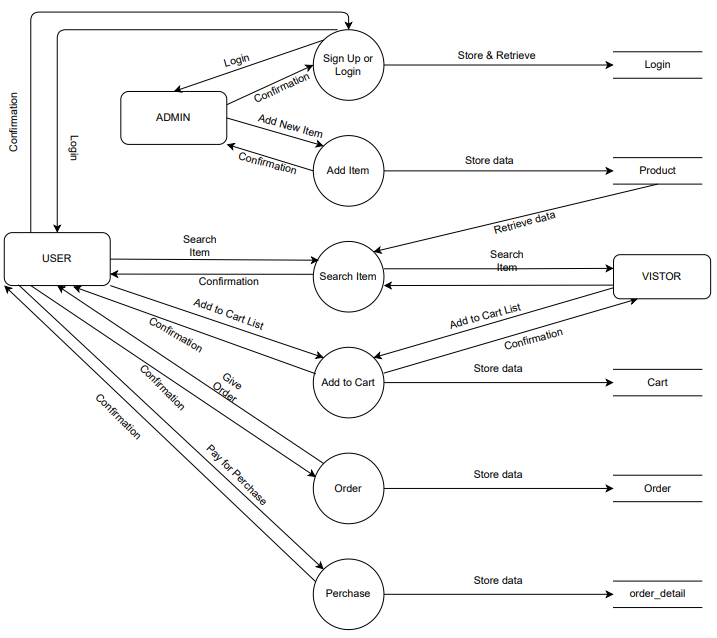 Sign Up or
Login
Store & Retrieve
Login
Login
Confirmation
ADMIN
Confirmation
Login
Add New Item
Confirmation
Add Item
Store data
Product
Retrieve data
USER
Search
Item
Confirmation
Search Item
Search
Item
VISTOR
Add to Cart List
Confirmation
Add to Cart List
Confirmation
Add to Cart
Store data
Cart
Give
Order
Confirmation
Confirmation
Pay for Perchase
Order
Store data
Order
Perchase
Store data
order_detail